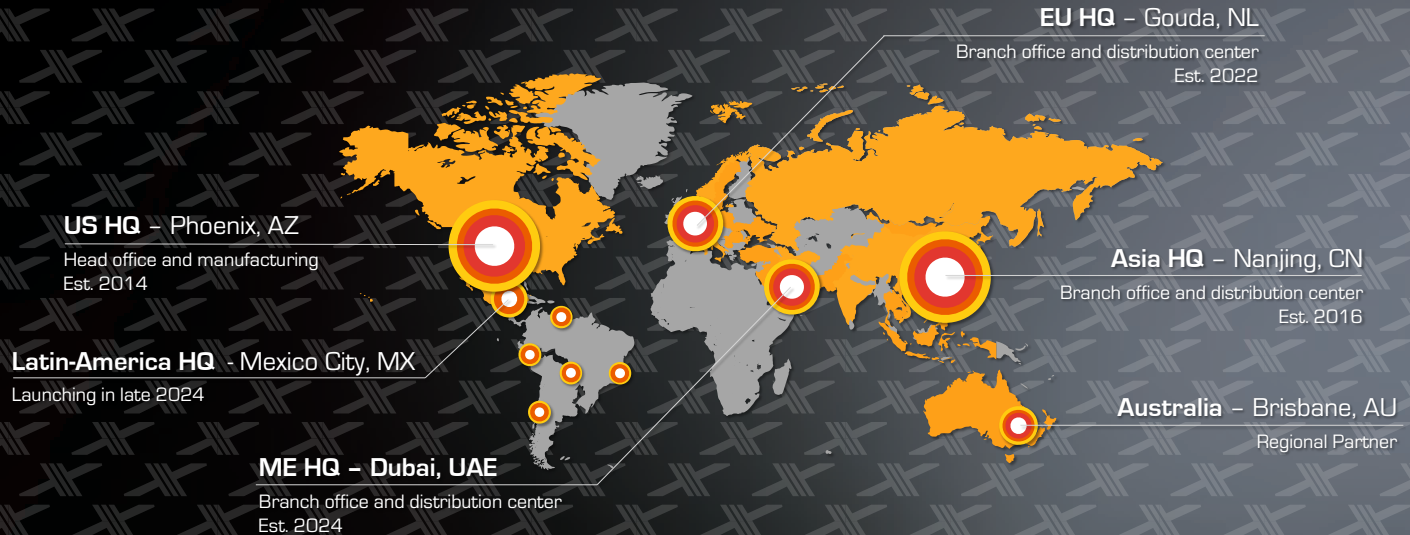 EU HQ – Gouda, NL
Branch office and distribution center
Est. 2022
US HQ – Phoenix, AZ
Head office and manufacturing
Est. 2014
Asia HQ – Nanjing, CN
Branch office and distribution center
Est. 2016
Latin-America HQ - Mexico City, MX
Launching in late 2024
Australia – Brisbane, AU
Regional Partner
ME HQ – Dubai, UAE
Branch office and distribution center
Est. 2024